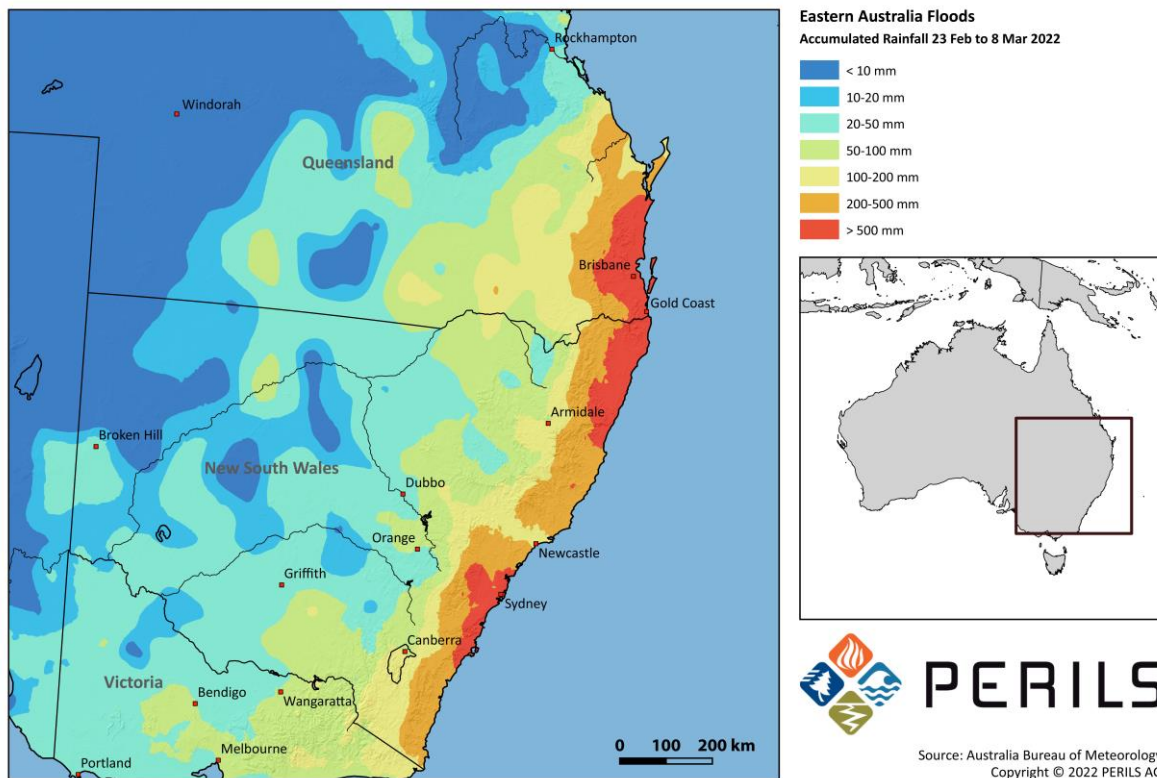 Eastern Australia Floods
Accumulated Rainfall 23 Feb to 8 Mar 2022
< 10 mm
10-20 mm
20-50 mm
50-100 mm
100-200 mm
200-500 mm
> 500 mm
Rockhampton
Windorah
Queensland
Brisbane
Gold Coast
Armidale
Broken Hill
New South Wales
Dubbo
Orange
Newcastle
Griffith
Sydney
Canberra
Victoria
Bendigo
Wangaratta
Melbourne
Portland
0 100 200 km
PERILS
Source: Australia Bureau of Meteorology
Copyright © 2022 PERILS AG